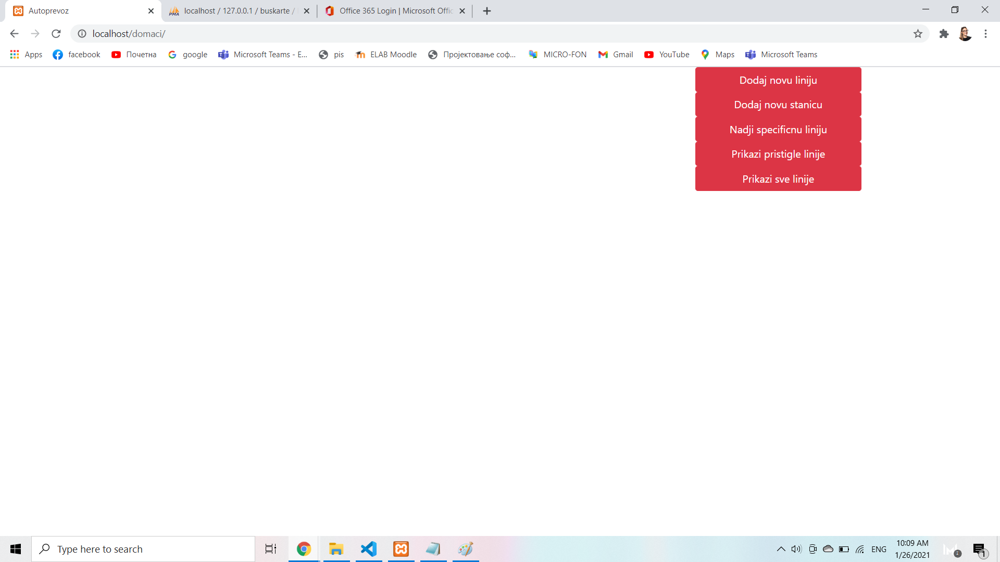 Autoprevoz
localhost / 127.0.0.1 / buskarte /
Office 365 Login | Microsoft Offic
localhost/domaci/
Apps
facebook
Почетна
google
Microsoft Teams - E...
pis
ELAB Moodle
Пројектовање соф...
MICRO-FON
Gmail
YouTube
Maps
Microsoft Teams
Dodaj novu liniju
Dodaj novu stanicu
Nadji specificnu liniju
Prikazi pristigle linije
Prikazi sve linije
Type here to search
ENG
10:09 AM
1/26/2021
3
1
PMA